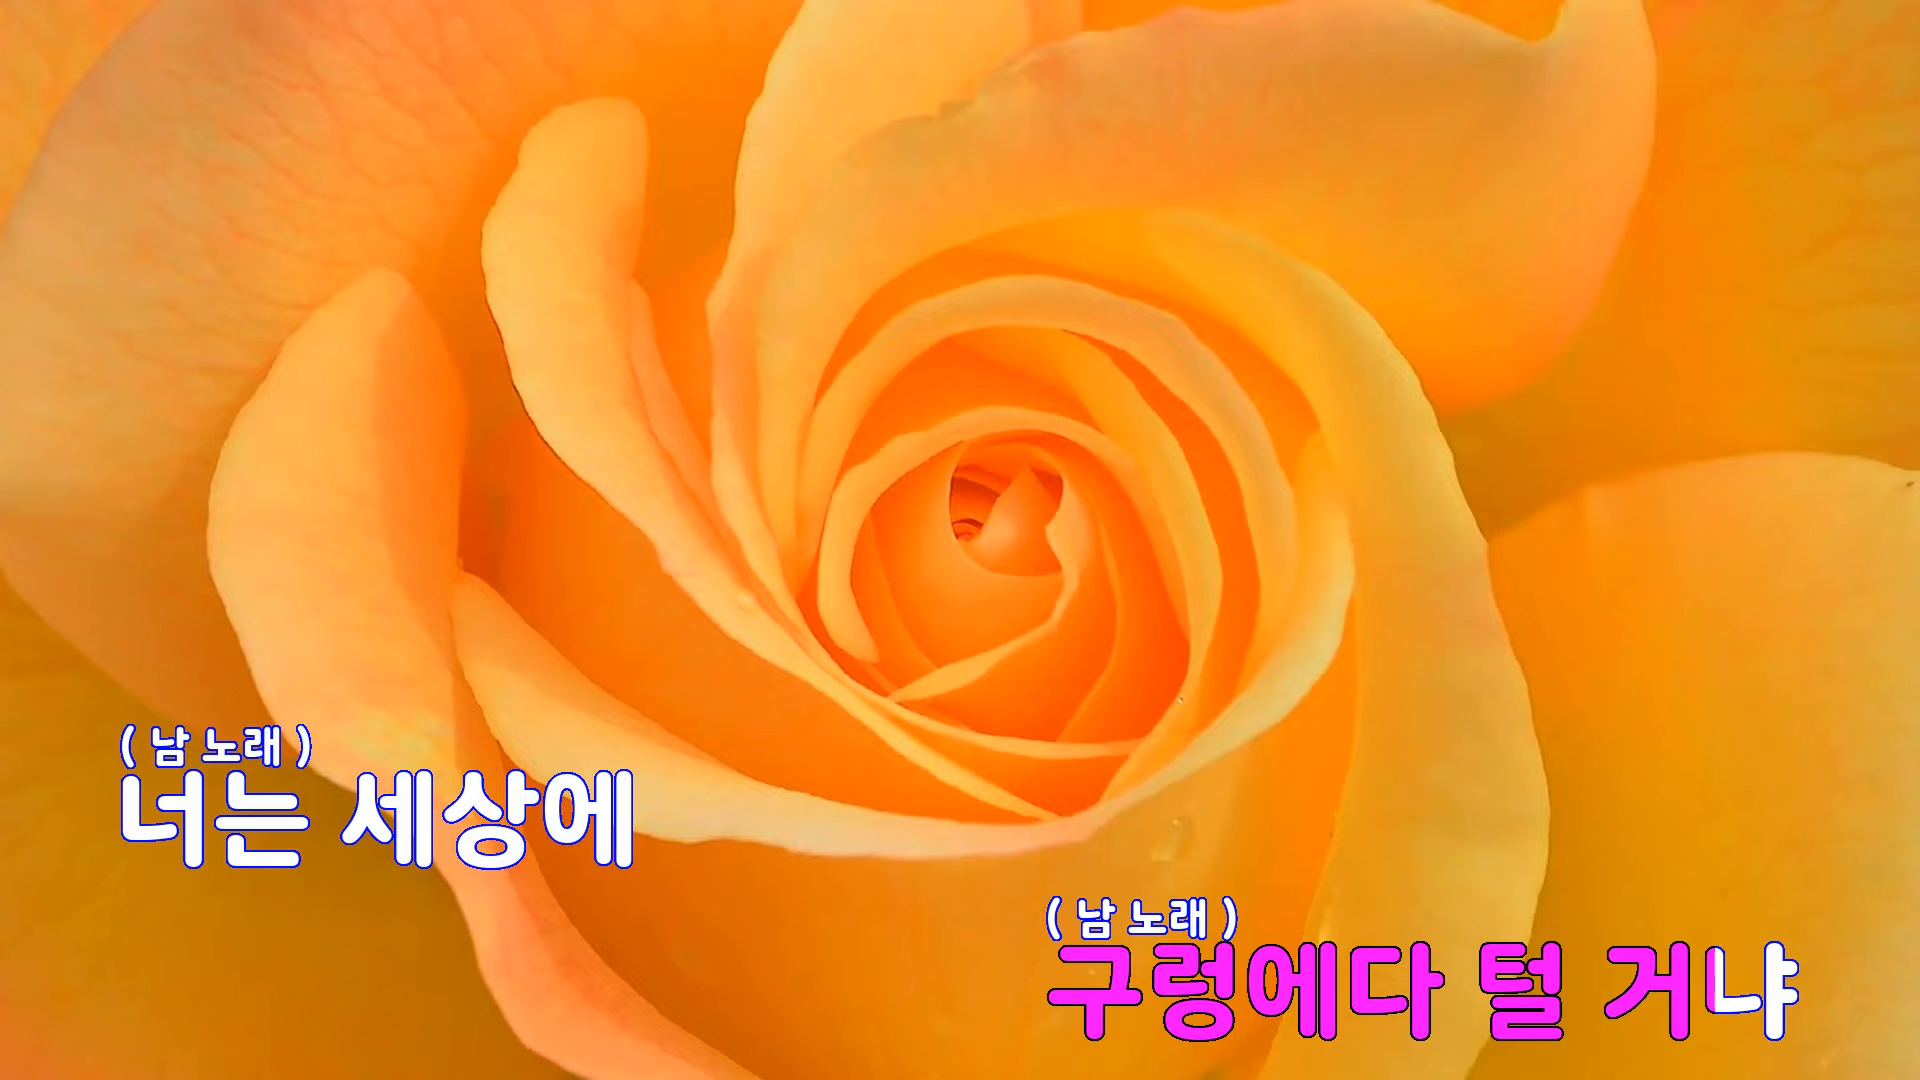 ( 남 노래 )
너는 세상에
( 남 노래 )
구렁에다 털 거냐